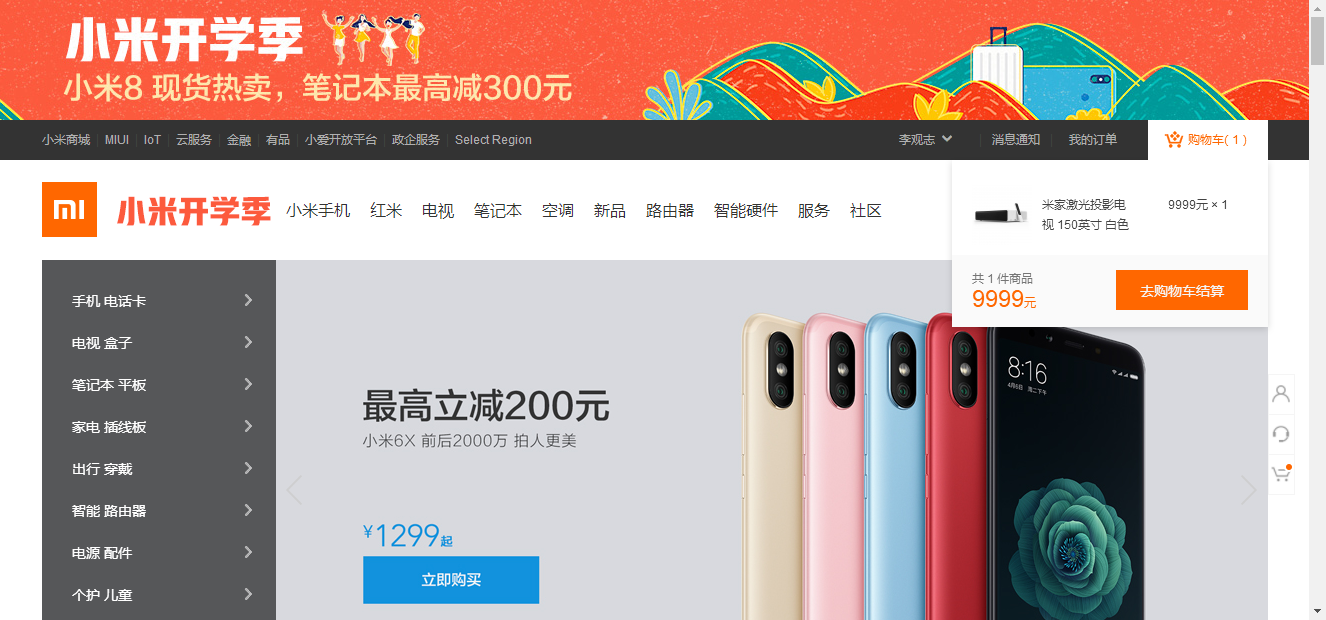 小米开学季
小米8 现货热卖，笔记本最高减300元
小米商城 MIUI IoT 云服务 金融 有品 小爱开放平台 政企服务 Select Region
李观志 消息通知 我的订单 购物车( 1 )
小米开学季 小米手机 红米 电视 笔记本 空调 新品 路由器 智能硬件 服务 社区
米家激光投影电
视 150英寸 白色
9999元 × 1
共 1 件商品
9999元
去购物车结算
手机 电话卡
电视 盒子
笔记本 平板
家电 插线板
出行 穿戴
智能 路由器
电源 配件
个护 儿童
最高立减200元
小米6X 前后2000万 拍人更美
¥1299起
立即购买
8:16
4月6日 周二下午